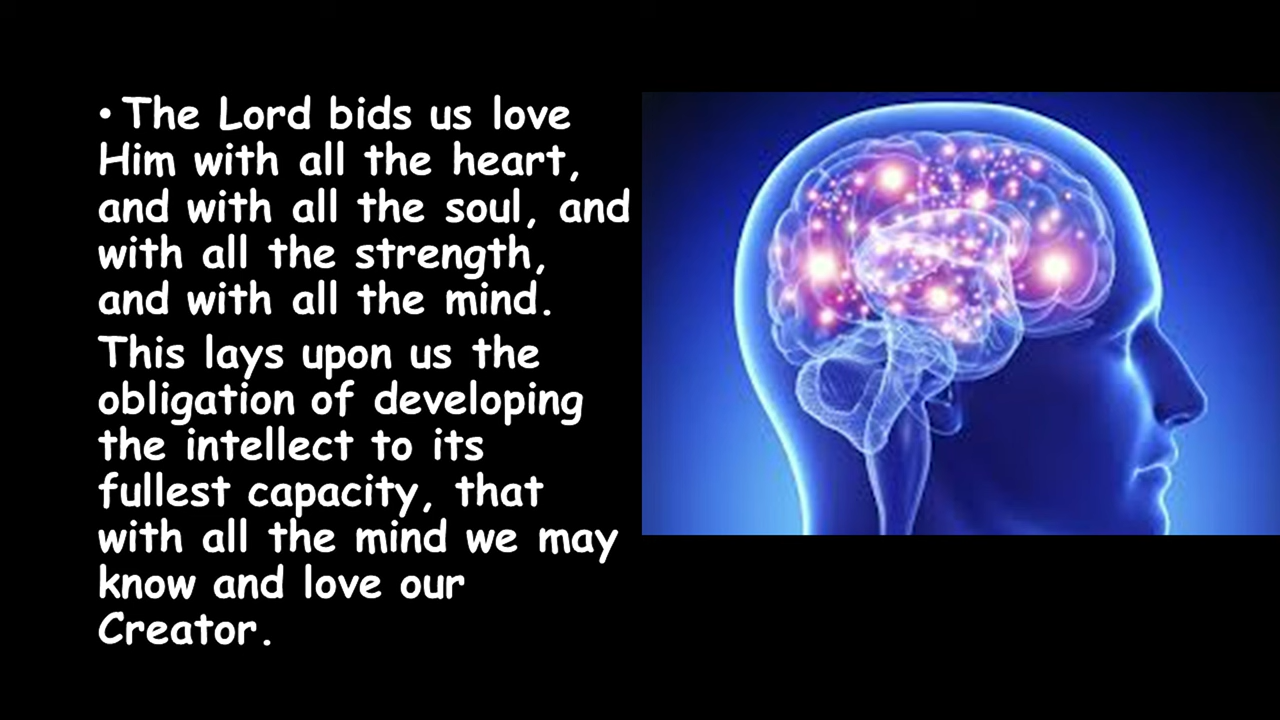 • The Lord bids us love
Him with all the heart,
and with all the soul, and
with all the strength,
and with all the mind.
This lays upon us the
obligation of developing
the intellect to its
fullest capacity, that
with all the mind we may
know and love our
Creator.